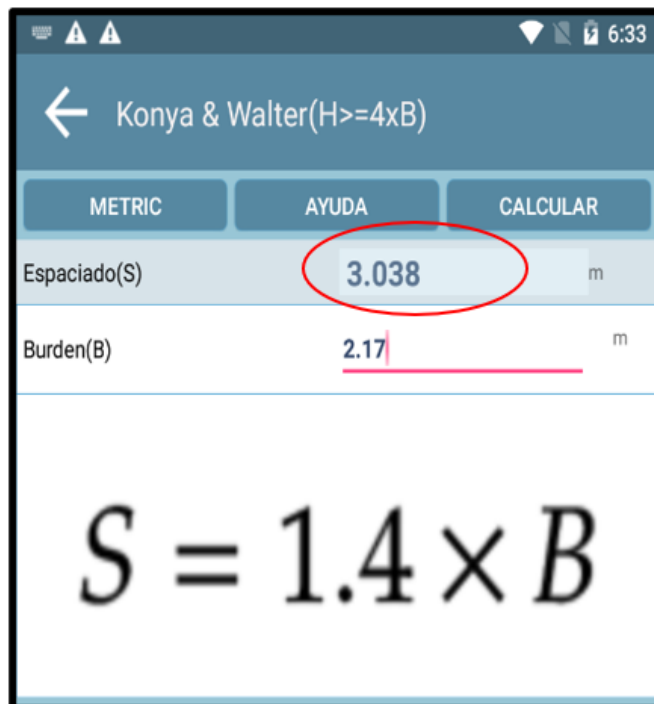 6:33
Konya & Walter(H>=4xB)
METRIC AYUDA CALCULAR
Espaciado(S) 3.038 m
Burden(B) 2.17 m
S = 1.4 × B